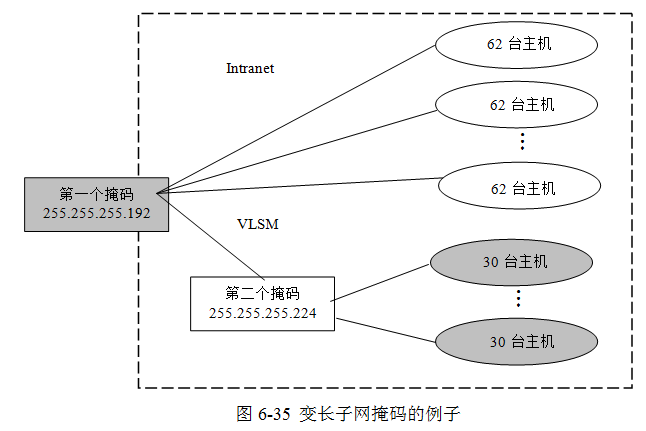 62 台主机
Intranet
62 台主机
62 台主机
第一个掩码
255.255.255.192
VLSM
30 台主机
第二个掩码
255.255.255.224
30 台主机
图 6-35 变长子网掩码的例子